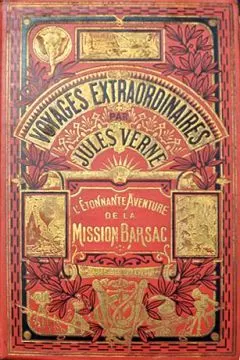 VOYAGES EXTRAORDINAIRES
PAR
JULES VERNE
L'ÉTONNANTE AVENTURE
DE LA
MISSION BARSAC